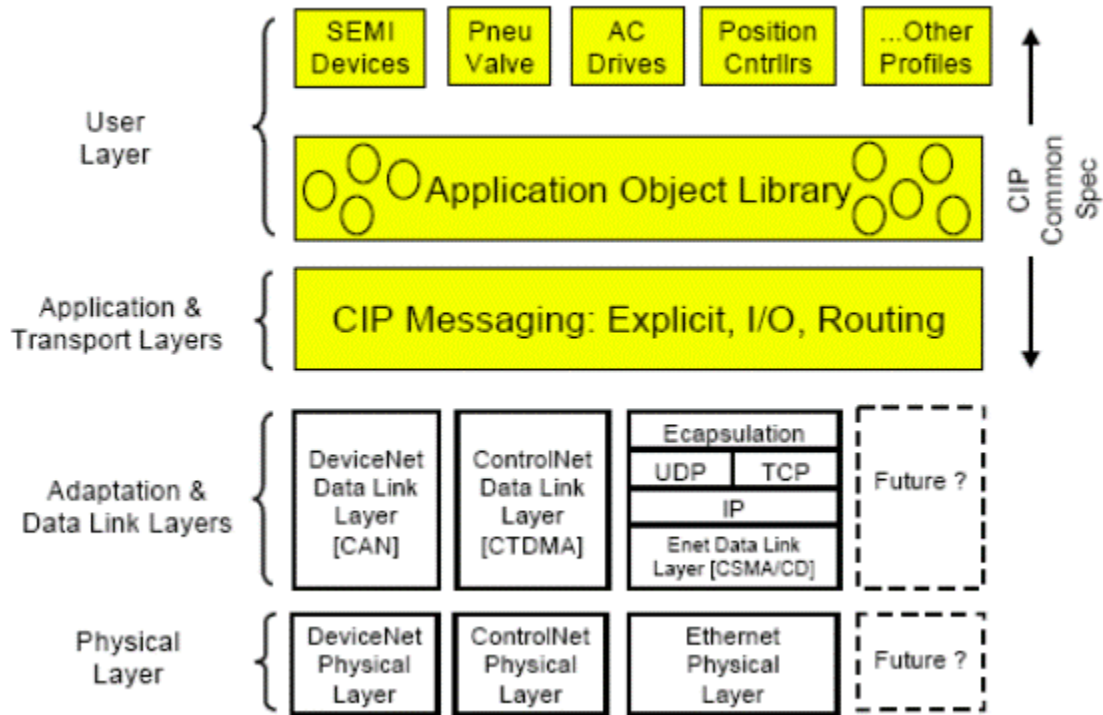 SEMI
Devices
Pneu
Valve
AC
Drives
Position
Cntrllrs
...Other
Profiles
User
Layer
Application Object Library
CIP
Common
Spec
Application &
Transport Layers
CIP Messaging: Explicit, I/O, Routing
Adaptation &
Data Link Layers
DeviceNet
Data Link
Layer
[CAN]
ControlNet
Data Link
Layer
[CTDMA]
Ecapsulation
UDP
TCP
IP
Enet Data Link
Layer [CSMA/CD]
Future ?
Physical
Layer
DeviceNet
Physical
Layer
ControlNet
Physical
Layer
Ethernet
Physical
Layer
Future ?